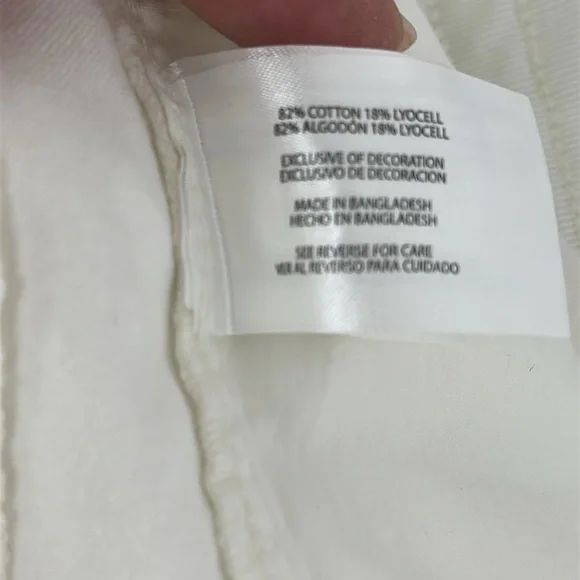 82% COTTON 18% LYOCELL
82% ALGODÓN 18% LYOCELL
EXCLUSIVE OF DECORATION
EXCLUSIVO DE DECORACION
MADE IN BANGLADESH
HECHO EN BANGLADESH
SEE REVERSE FOR CARE
VER AL REVERSO PARA CUIDADO